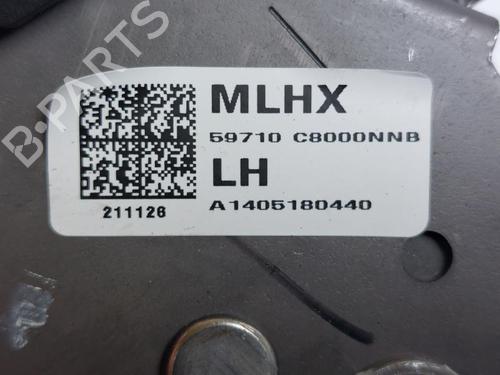 B-PARTS
MLHX
59710 C8000NNB
LH
211126 A1405180440